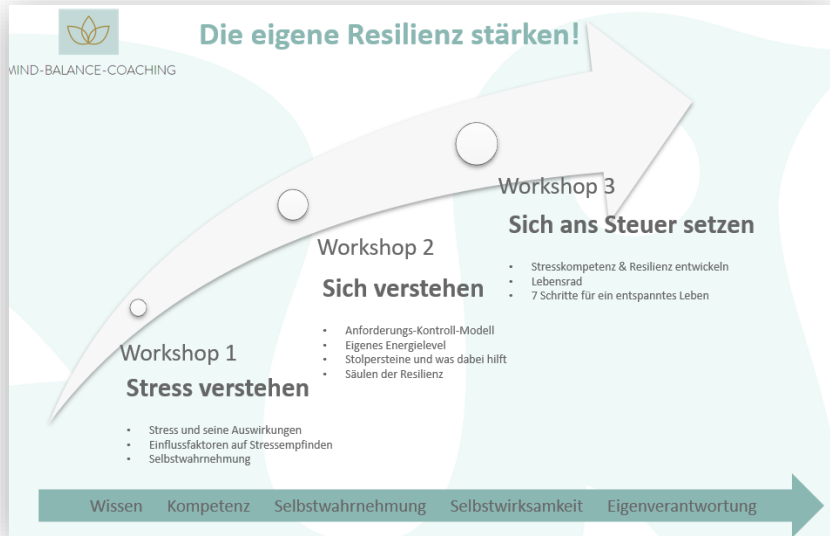 Die eigene Resilienz stärken!
MIND-BALANCE-COACHING
Workshop 3
Sich ans Steuer setzen
• Stresskompetenz & Resilienz entwickeln
• Lebensrad
• 7 Schritte für ein entspanntes Leben
Workshop 2
Sich verstehen
• Anforderungs-Kontroll-Modell
• Eigenes Energielevel
• Stolpersteine und was dabei hilft
• Säulen der Resilienz
Workshop 1
Stress verstehen
• Stress und seine Auswirkungen
• Einflussfaktoren auf Stressempfinden
• Selbstwahrnehmung
Wissen Kompetenz Selbstwahrnehmung Selbstwirksamkeit Eigenverantwortung